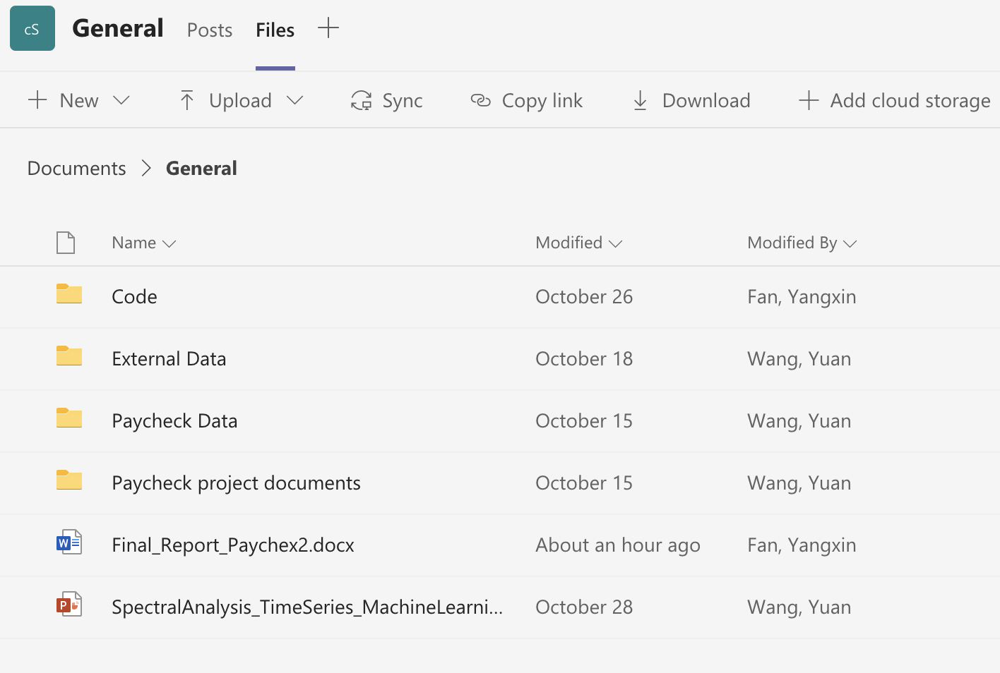 cS General Posts Files
New Upload Sync Copy link Download Add cloud storage
Documents General
Name Modified Modified By
Code October 26 Fan, Yangxin
External Data October 18 Wang, Yuan
Paycheck Data October 15 Wang, Yuan
Paycheck project documents October 15 Wang, Yuan
W Final_Report_Paychex2.docx About an hour ago Fan, Yangxin
P SpectralAnalysis_TimeSeries_MachineLearni... October 28 Wang, Yuan